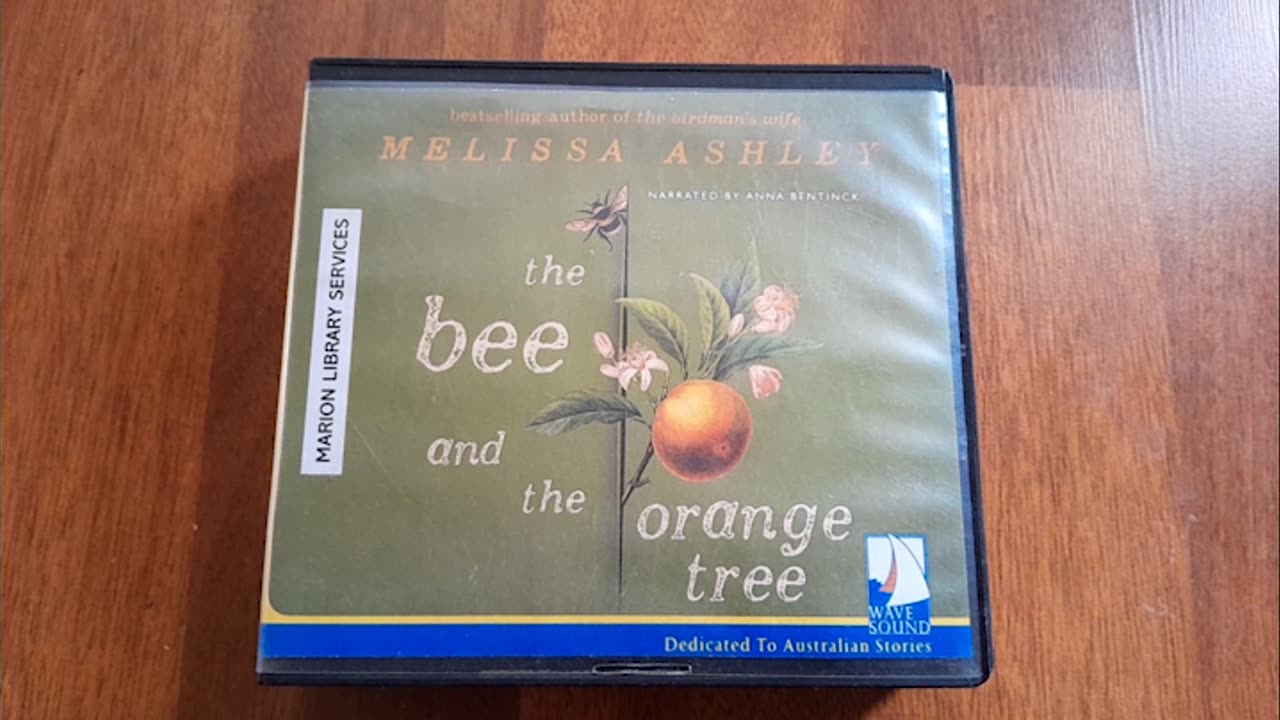 bestselling author of the birdman's wife
MELISSA ASHLEY
NARRATED BY ANNA BENTINCK
MARION LIBRARY SERVICES
the
bee
and
the
orange
tree
WAVE
SOUND
Dedicated To Australian Stories